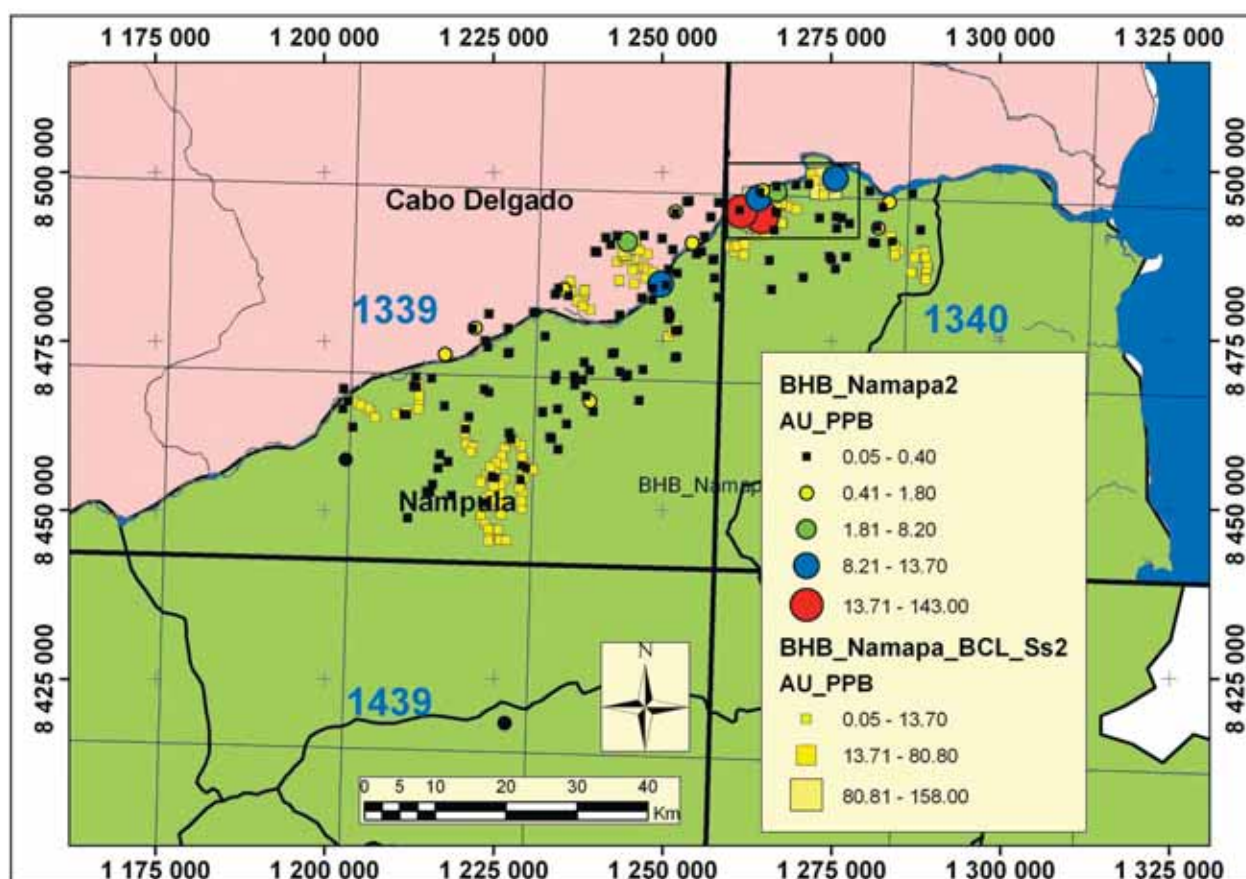 1 175 000 1 200 000 1 225 000 1 250 000 1 275 000 1 300 000 1 325 000
8 500 000 8 500 000
Cabo Delgado
1339
1340
8 475 000 8 475 000
BHB_Namapa2
AU_PPB
0.05 - 0.40
0.41 - 1.80
1.81 - 8.20
8.21 - 13.70
13.71 - 143.00
BHB_Namapa_BCL_Ss2
AU_PPB
0.05 - 13.70
13.71 - 80.80
80.81 - 158.00
BHB_Namap
Nampula
8 450 000 8 450 000
8 425 000 8 425 000
1439
N
0 5 10 20 30 40
Km
1 175 000 1 200 000 1 225 000 1 250 000 1 275 000 1 300 000 1 325 000